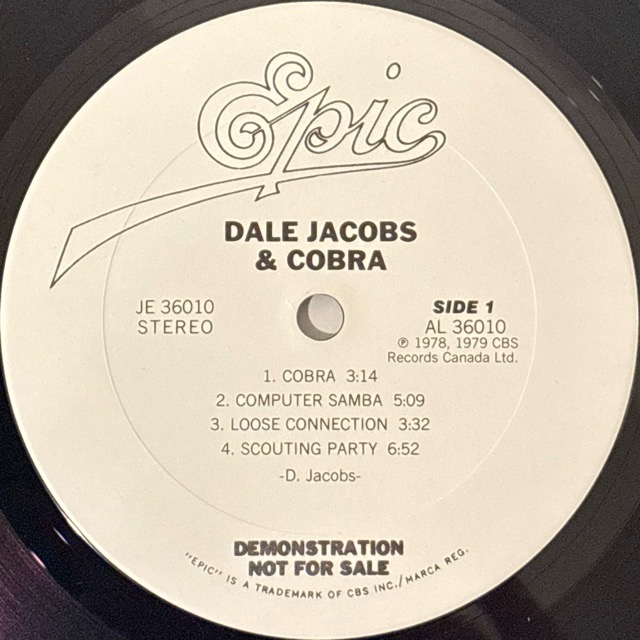 Epic
DALE JACOBS
& COBRA
JE 36010
STEREO
SIDE 1
AL 36010
℗ 1978, 1979 CBS
Records Canada Ltd.
1. COBRA 3:14
2. COMPUTER SAMBA 5:09
3. LOOSE CONNECTION 3:32
4. SCOUTING PARTY 6:52
-D. Jacobs-
DEMONSTRATION
NOT FOR SALE
"EPIC" IS A TRADEMARK OF CBS INC./MARCA REG.